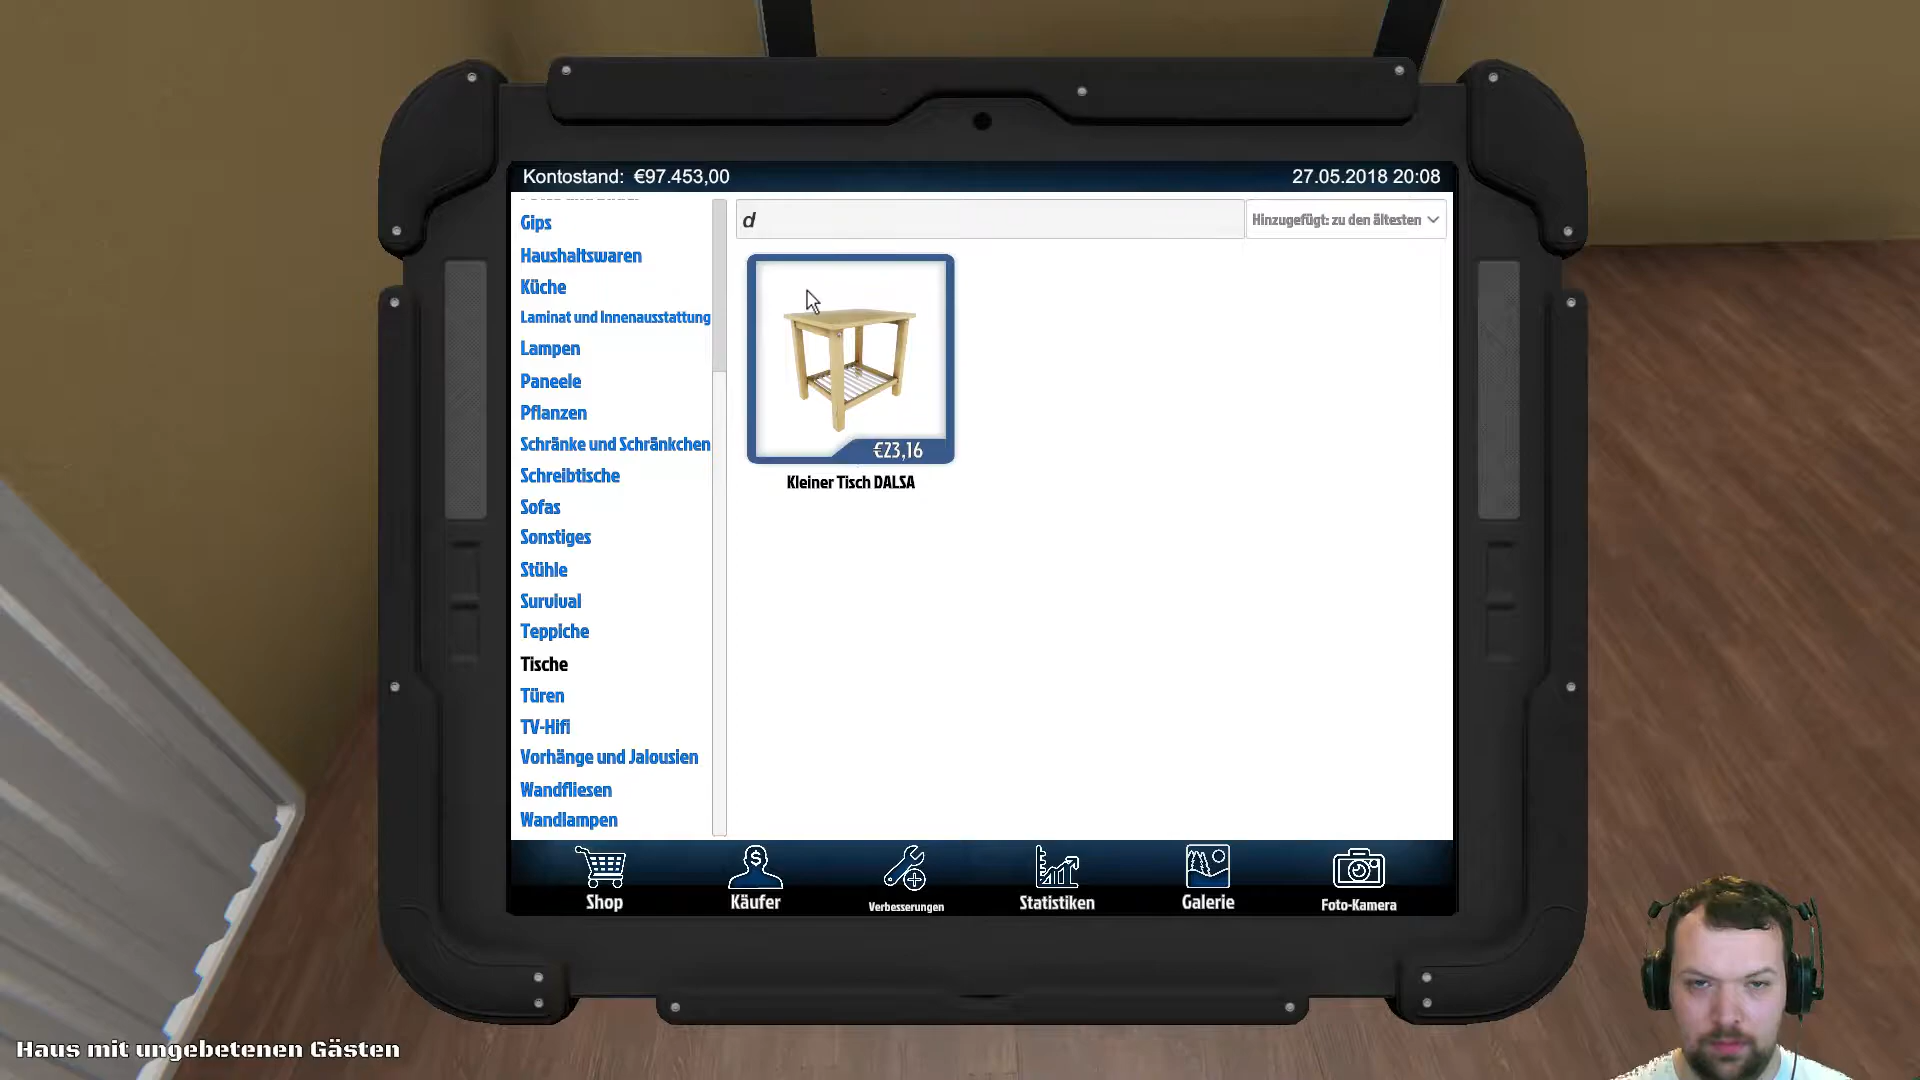 Kontostand: €97.453,00
27.05.2018 20:08
Gips
Haushaltswaren
Küche
Laminat und Innenausstattung
Lampen
Paneele
Pflanzen
Schränke und Schränkchen
Schreibtische
Sofas
Sonstiges
Stühle
Survival
Teppiche
Tische
Türen
TV-Hifi
Vorhänge und Jalousien
Wandfliesen
Wandlampen
d
Hinzugefügt: zu den ältesten
€23,16
Kleiner Tisch DALSA
Shop
Käufer
Verbesserungen
Statistiken
Galerie
Foto-Kamera
Haus mit ungebetenen Gästen